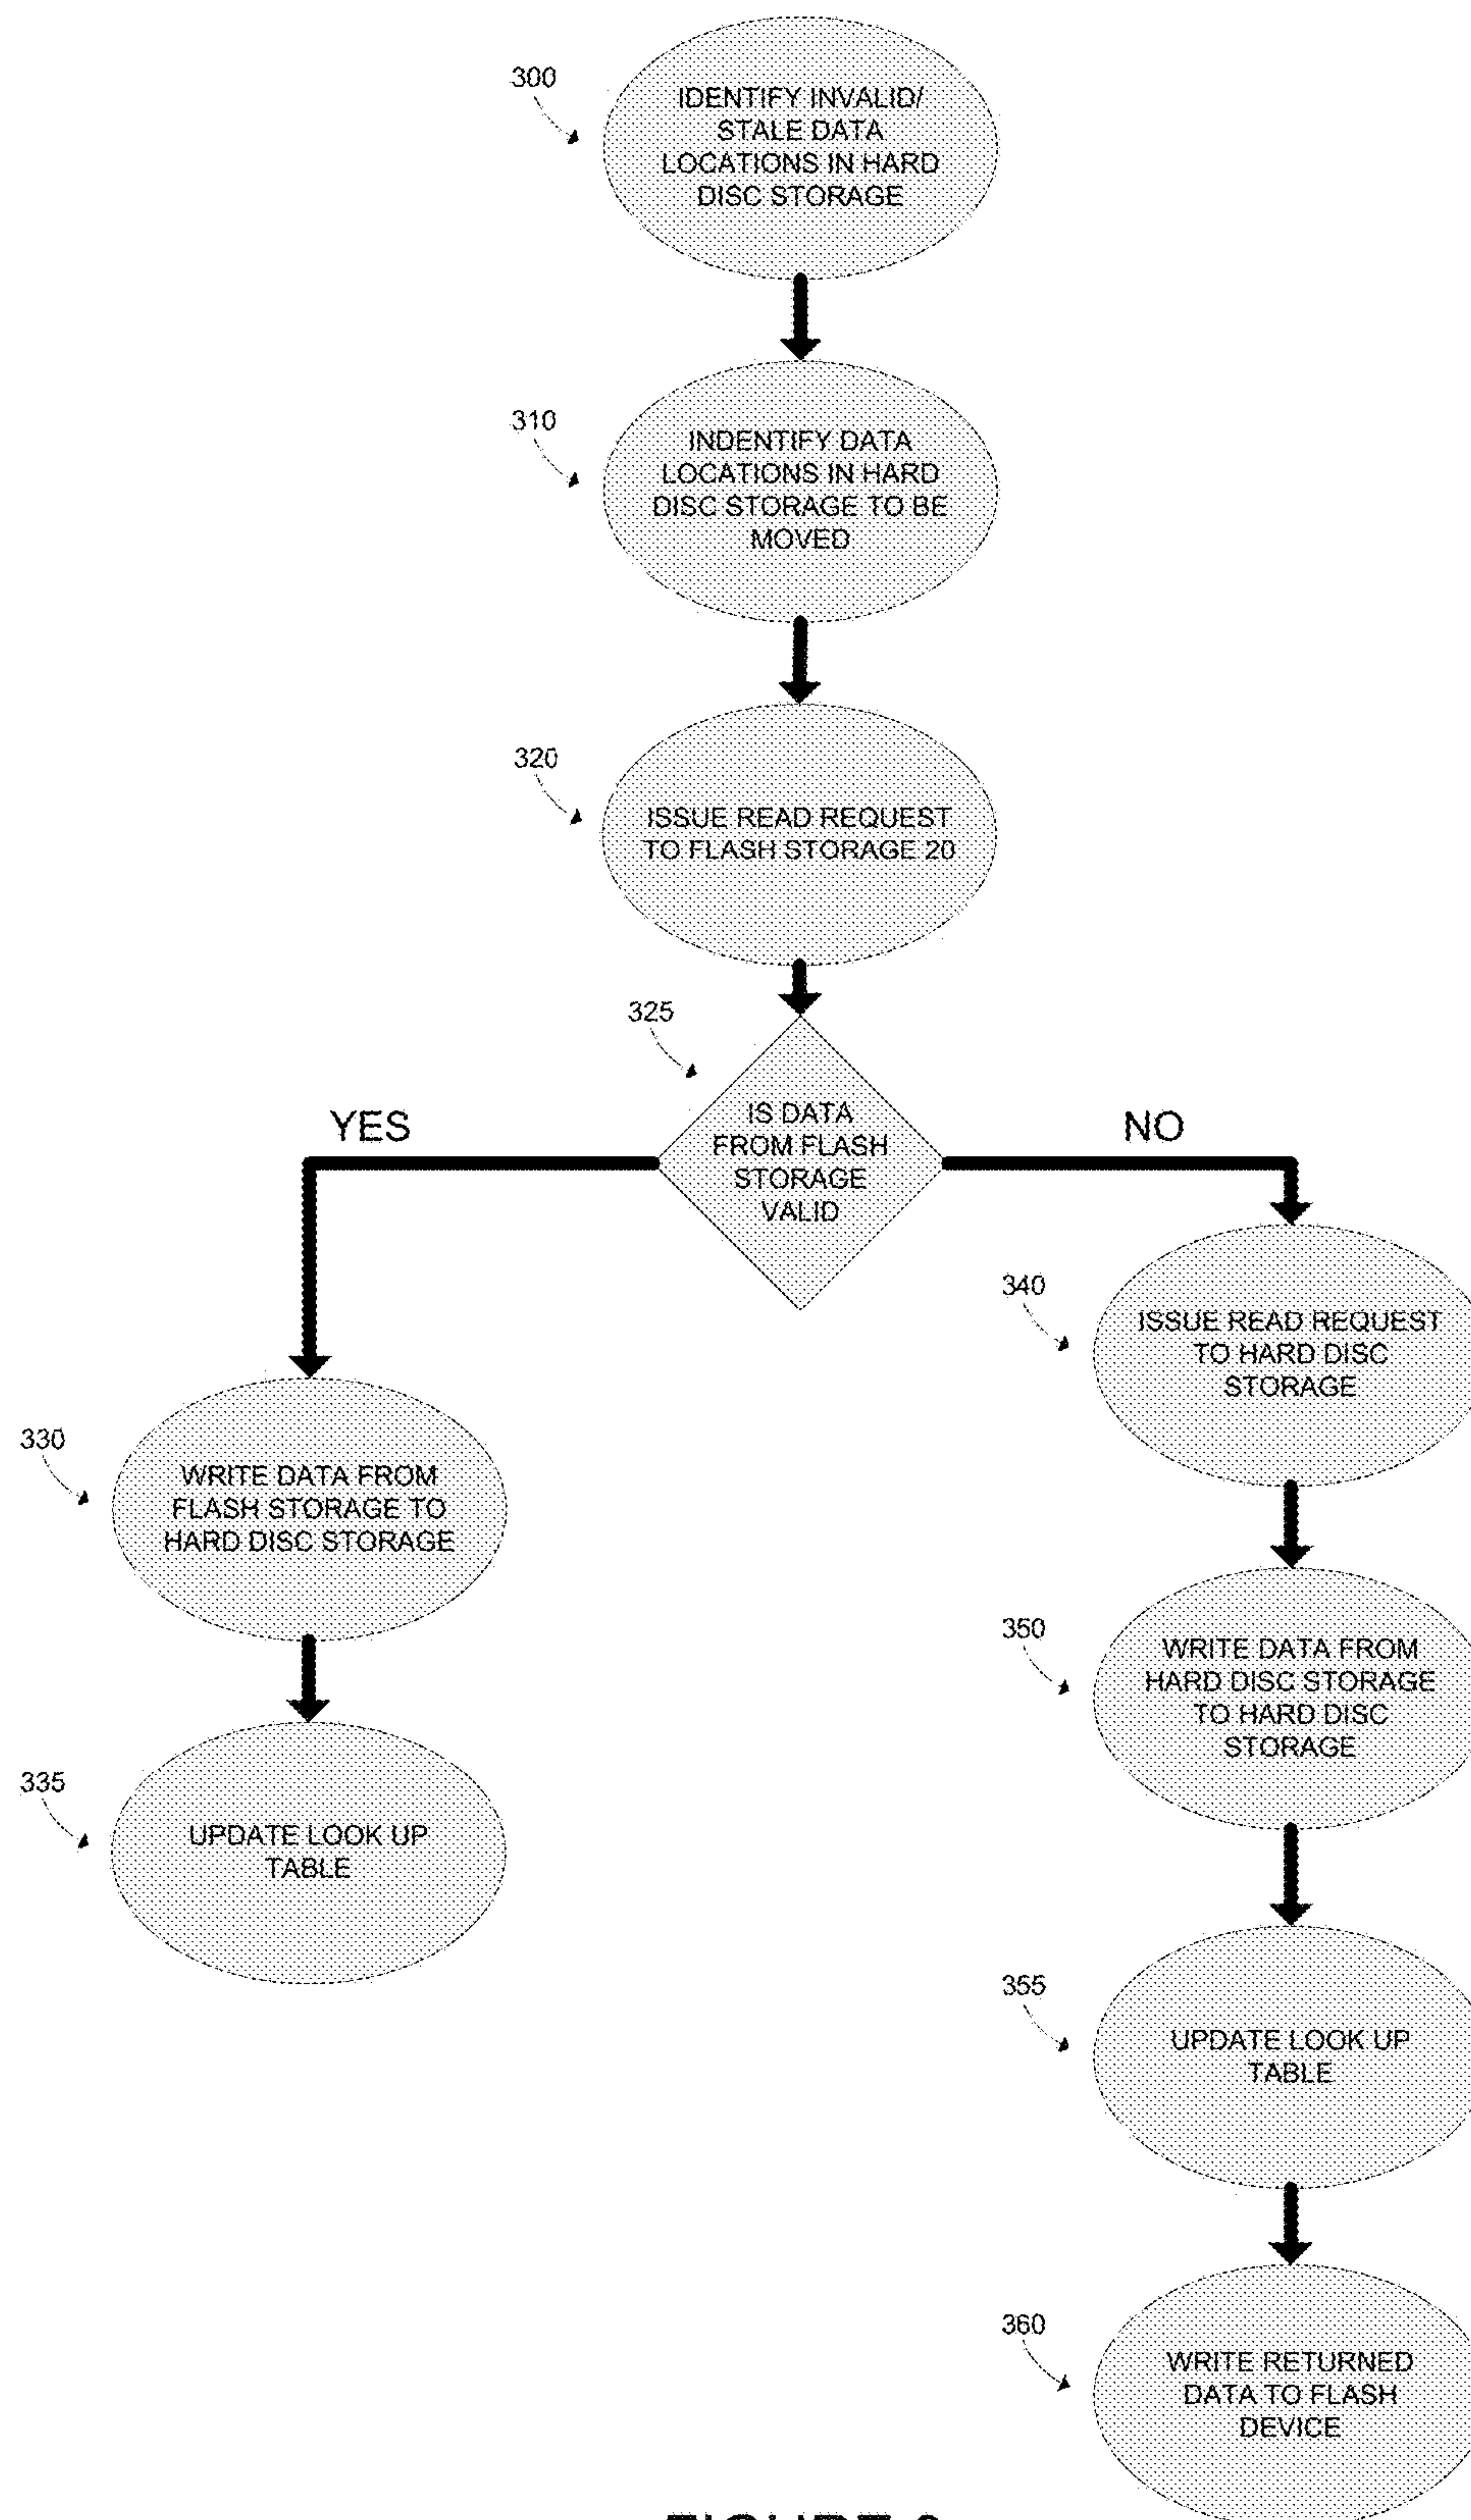 300
IDENTIFY INVALID/
STALE DATA
LOCATIONS IN HARD
DISC STORAGE
310
INDENTIFY DATA
LOCATIONS IN HARD
DISC STORAGE TO BE
MOVED
320
ISSUE READ REQUEST
TO FLASH STORAGE 20
325
IS DATA
FROM FLASH
STORAGE
VALID
YES
NO
330
WRITE DATA FROM
FLASH STORAGE TO
HARD DISC STORAGE
335
UPDATE LOOK UP
TABLE
340
ISSUE READ REQUEST
TO HARD DISC
STORAGE
350
WRITE DATA FROM
HARD DISC STORAGE
TO HARD DISC
STORAGE
355
UPDATE LOOK UP
TABLE
360
WRITE RETURNED
DATA TO FLASH
DEVICE
FIGURE